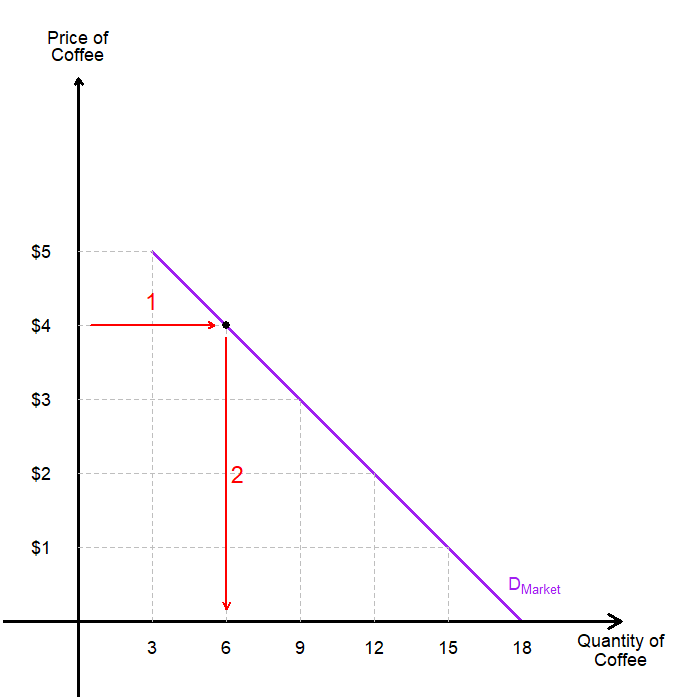 Price of
Coffee
$5
1
$4
$3
$2
2
$1
DMarket
3 6 9 12 15 18
Quantity of
Coffee